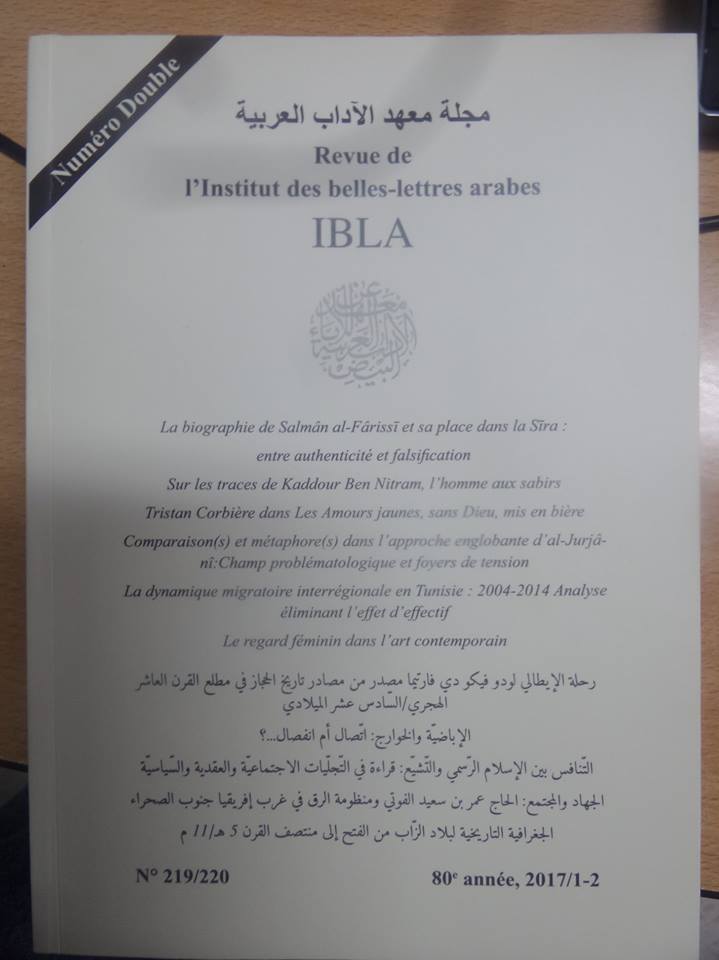 Numéro Double
مجلة معهد الآداب العربية
Revue de
l'Institut des belles-lettres arabes
IBLA
La biographie de Salmân al-Fârissī et sa place dans la Sīra :
entre authenticité et falsification
Sur les traces de Kaddour Ben Nitram, l'homme aux sabirs
Tristan Corbière dans Les Amours jaunes, sans Dieu, mis en bière
Comparaison(s) et métaphore(s) dans l'approche englobante d'al-Jurjâ-
nî:Champ problématologique et foyers de tension
La dynamique migratoire interrégionale en Tunisie : 2004-2014 Analyse
éliminant l'effet d'effectif
Le regard féminin dans l'art contemporain
رحلة الإيطالي لودو فيكو دي فارتيما مصدر من مصادر تاريخ الحجاز في مطلع القرن العاشر
الهجري/السّادس عشر الميلادي
الإباضيّة والخوارج: اتّصال أم انفصال...؟
التّنافس بين الإسلام الرّسمي والتّشيّع: قراءة في التّجلّيات الاجتماعيّة والعقدية والسّياسيّة
الجهاد والمجتمع: الحاج عمر بن سعيد الفوتي ومنظومة الرق في غرب إفريقيا جنوب الصحراء
الجغرافية التاريخية لبلاد الزّاب من الفتح إلى منتصف القرن 5 هـ/11 م
N° 219/220
80e année, 2017/1-2